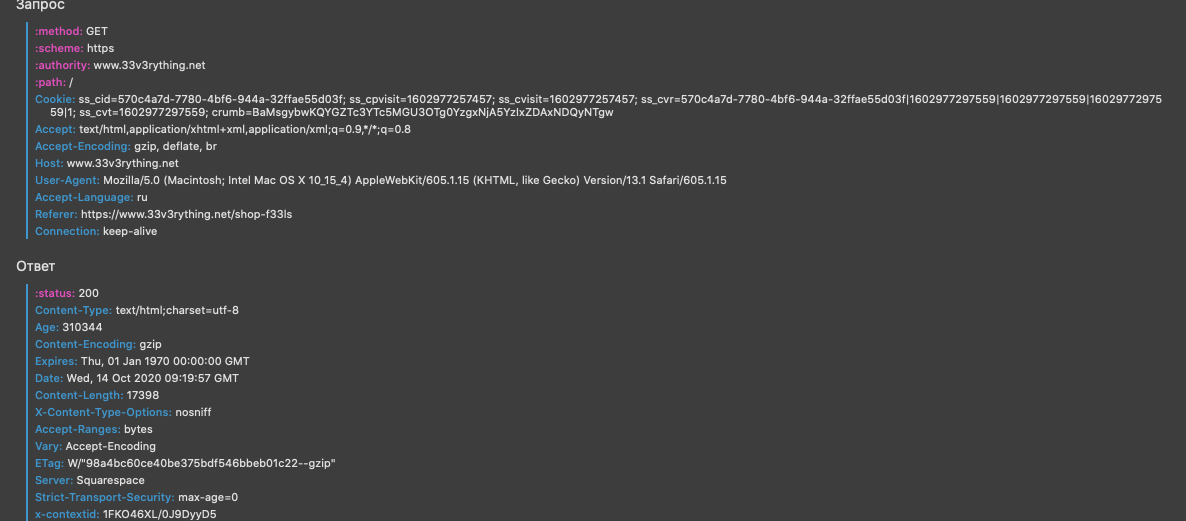 Запрос
:method: GET
:scheme: https
:authority: www.33v3rything.net
:path: /
Cookie: ss_cid=570c4a7d-7780-4bf6-944a-32ffae55d03f; ss_cpvisit=1602977257457; ss_cvisit=1602977257457; ss_cvr=570c4a7d-7780-4bf6-944a-32ffae55d03f|1602977297559|1602977297559|16029772975
59|1; ss_cvt=1602977297559; crumb=BaMsgybwKQYGZTc3YTc5MGU3OTg0YzgxNjA5YzIxZDAxNDQyNTgw
Accept: text/html,application/xhtml+xml,application/xml;q=0.9,*/*;q=0.8
Accept-Encoding: gzip, deflate, br
Host: www.33v3rything.net
User-Agent: Mozilla/5.0 (Macintosh; Intel Mac OS X 10_15_4) AppleWebKit/605.1.15 (KHTML, like Gecko) Version/13.1 Safari/605.1.15
Accept-Language: ru
Referer: https://www.33v3rything.net/shop-f33ls
Connection: keep-alive
Ответ
:status: 200
Content-Type: text/html;charset=utf-8
Age: 310344
Content-Encoding: gzip
Expires: Thu, 01 Jan 1970 00:00:00 GMT
Date: Wed, 14 Oct 2020 09:19:57 GMT
Content-Length: 17398
X-Content-Type-Options: nosniff
Accept-Ranges: bytes
Vary: Accept-Encoding
ETag: W/"98a4bc60ce40be375bdf546bbeb01c22--gzip"
Server: Squarespace
Strict-Transport-Security: max-age=0
x-contextid: 1FKO46XL/0J9DyyD5